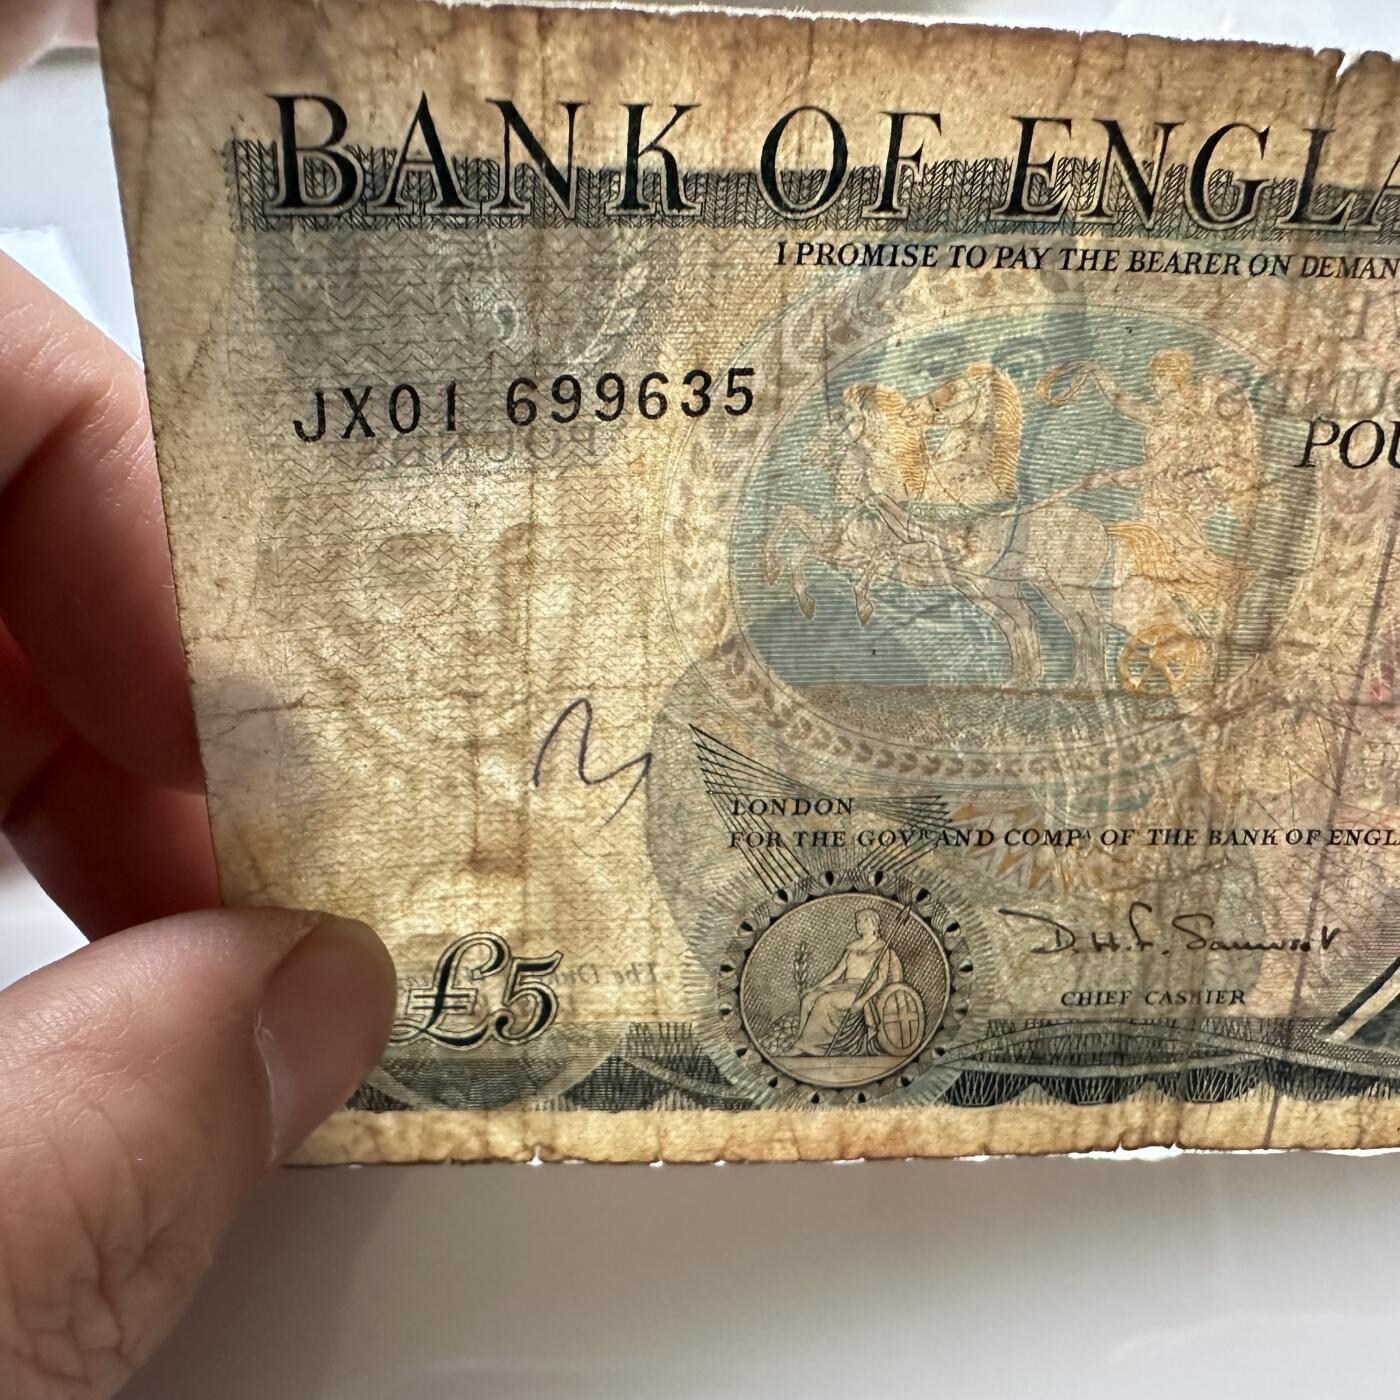 BANK OF ENGLA
I PROMISE TO PAY THE BEARER ON DEMAN
JX01 699635
POU
LONDON
FOR THE GOVR AND COMPA OF THE BANK OF ENGL
D.H.F. Somerset
CHIEF CASHIER
£5